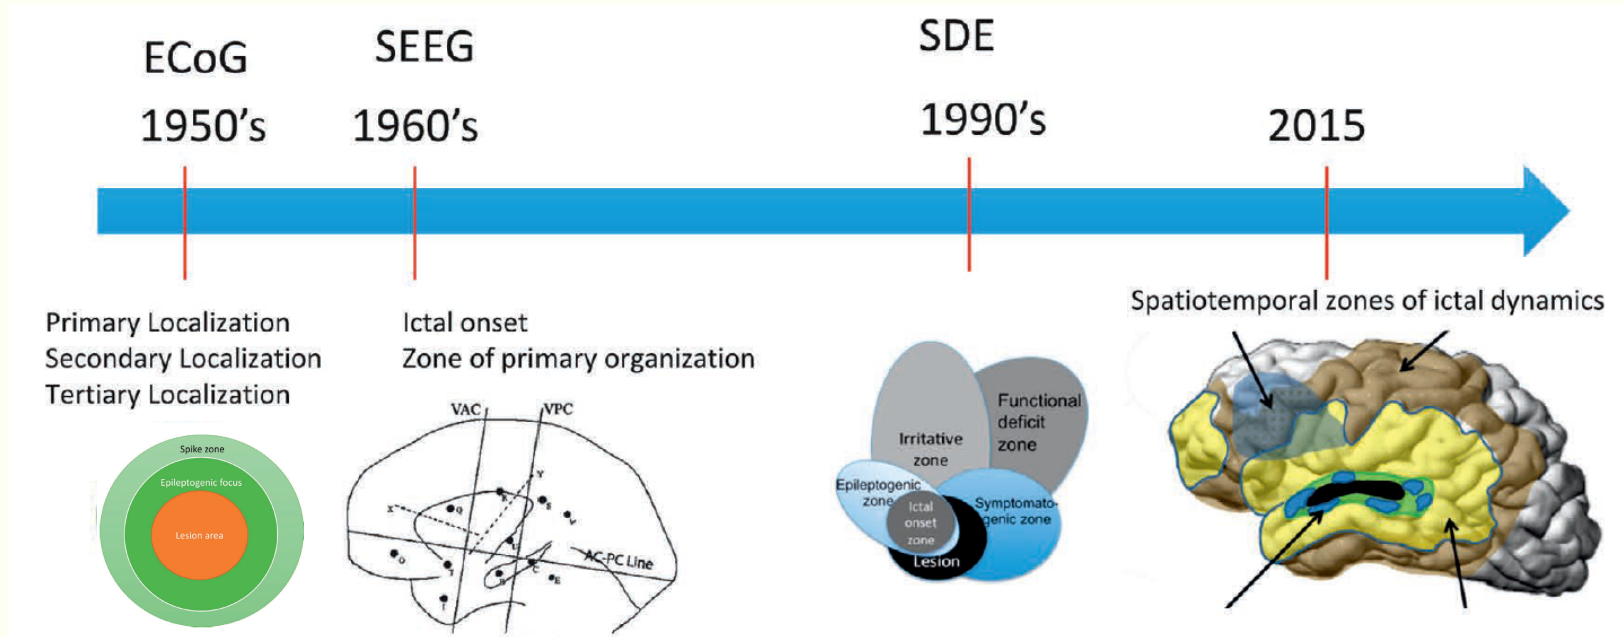 ECoG
1950's
SEEG
1960's
SDE
1990's
2015
Primary Localization
Secondary Localization
Tertiary Localization
Spike zone
Epileptogenic focus
Lesion area
Ictal onset
Zone of primary organization
VAC
VPC
Y
X
AC-PC Line
Functional
deficit
zone
Irritative
zone
Epileptogenic
zone
Symptomato-
genic zone
Ictal
onset
zone
Lesion
Spatiotemporal zones of ictal dynamics